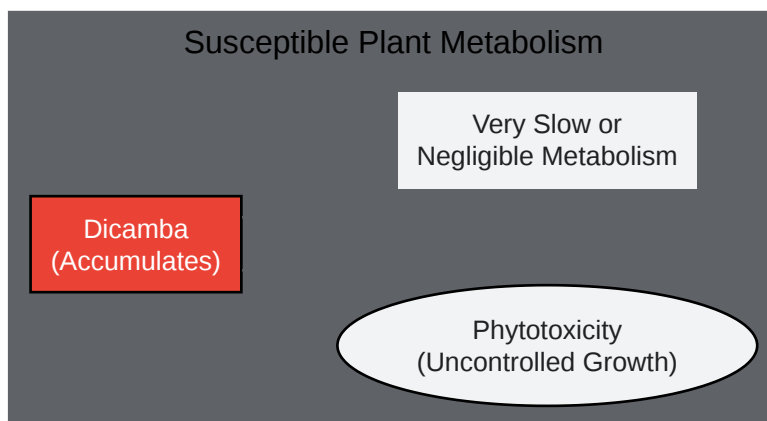 Susceptible Plant Metabolism
Very Slow or
Negligible Metabolism
Dicamba
(Accumulates)
Phytotoxicity
(Uncontrolled Growth)